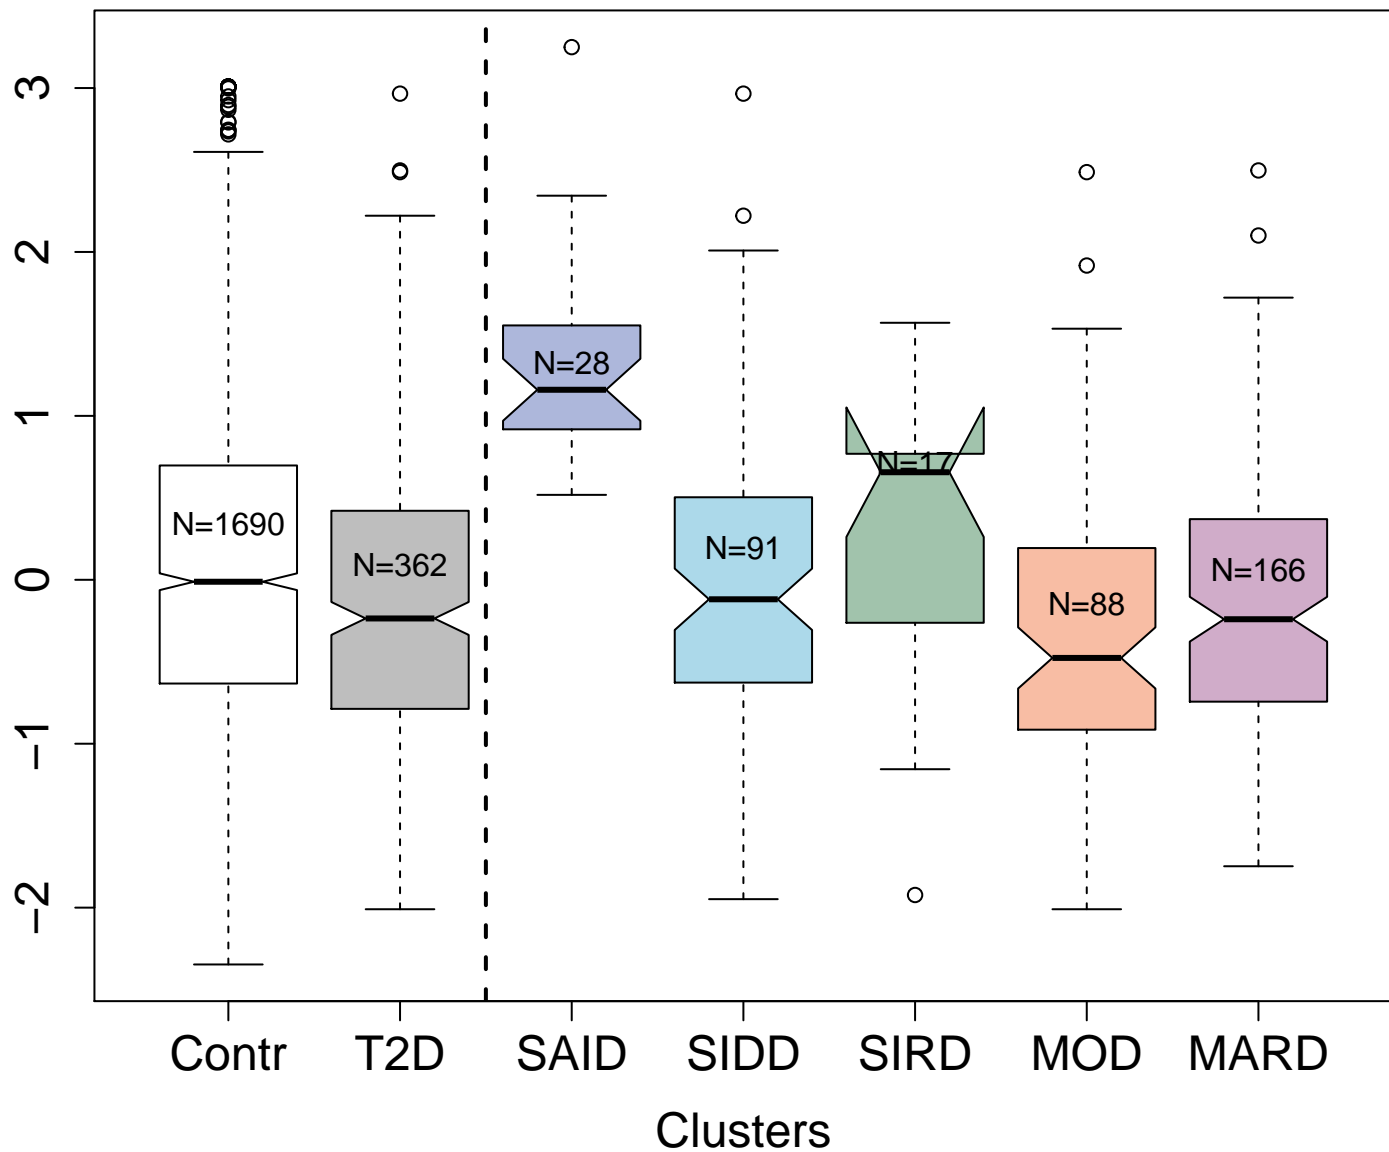 3
2
1
0
−1
−2
N=1690
N=362
N=28
N=91
N=17
N=88
N=166
Contr T2D SAID SIDD SIRD MOD MARD
Clusters